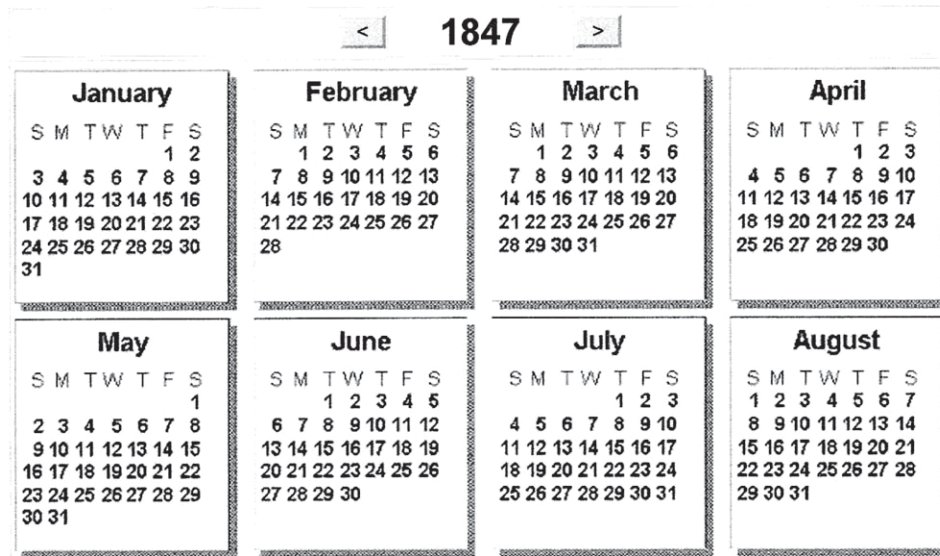 < 1847 >
January
S M T W T F S
1 2
3 4 5 6 7 8 9
10 11 12 13 14 15 16
17 18 19 20 21 22 23
24 25 26 27 28 29 30
31
February
S M T W T F S
1 2 3 4 5 6
7 8 9 10 11 12 13
14 15 16 17 18 19 20
21 22 23 24 25 26 27
28
March
S M T W T F S
1 2 3 4 5 6
7 8 9 10 11 12 13
14 15 16 17 18 19 20
21 22 23 24 25 26 27
28 29 30 31
April
S M T W T F S
1 2 3
4 5 6 7 8 9 10
11 12 13 14 15 16 17
18 19 20 21 22 23 24
25 26 27 28 29 30
May
S M T W T F S
1
2 3 4 5 6 7 8
9 10 11 12 13 14 15
16 17 18 19 20 21 22
23 24 25 26 27 28 29
30 31
June
S M T W T F S
1 2 3 4 5
6 7 8 9 10 11 12
13 14 15 16 17 18 19
20 21 22 23 24 25 26
27 28 29 30
July
S M T W T F S
1 2 3
4 5 6 7 8 9 10
11 12 13 14 15 16 17
18 19 20 21 22 23 24
25 26 27 28 29 30 31
August
S M T W T F S
1 2 3 4 5 6 7
8 9 10 11 12 13 14
15 16 17 18 19 20 21
22 23 24 25 26 27 28
29 30 31